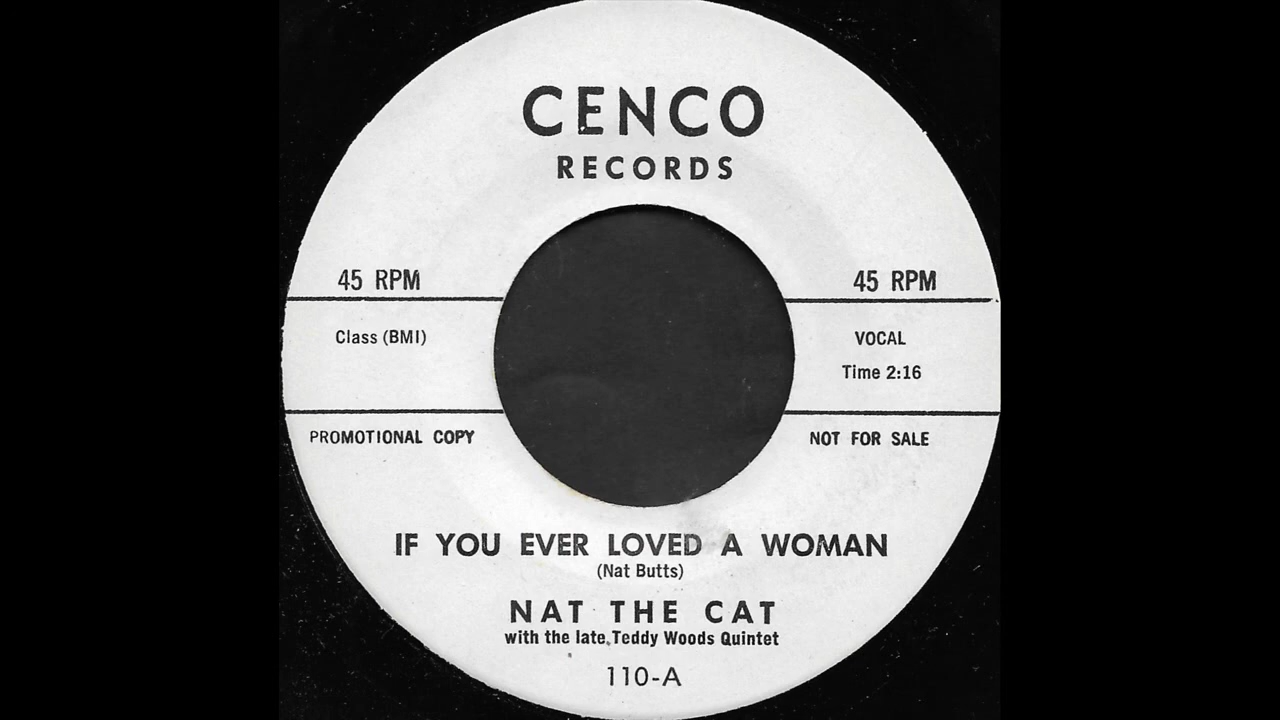 CENCO
RECORDS
45 RPM
45 RPM
Class (BMI)
VOCAL
Time 2:16
PROMOTIONAL COPY
NOT FOR SALE
IF YOU EVER LOVED A WOMAN
(Nat Butts)
NAT THE CAT
with the late Teddy Woods Quintet
110-A